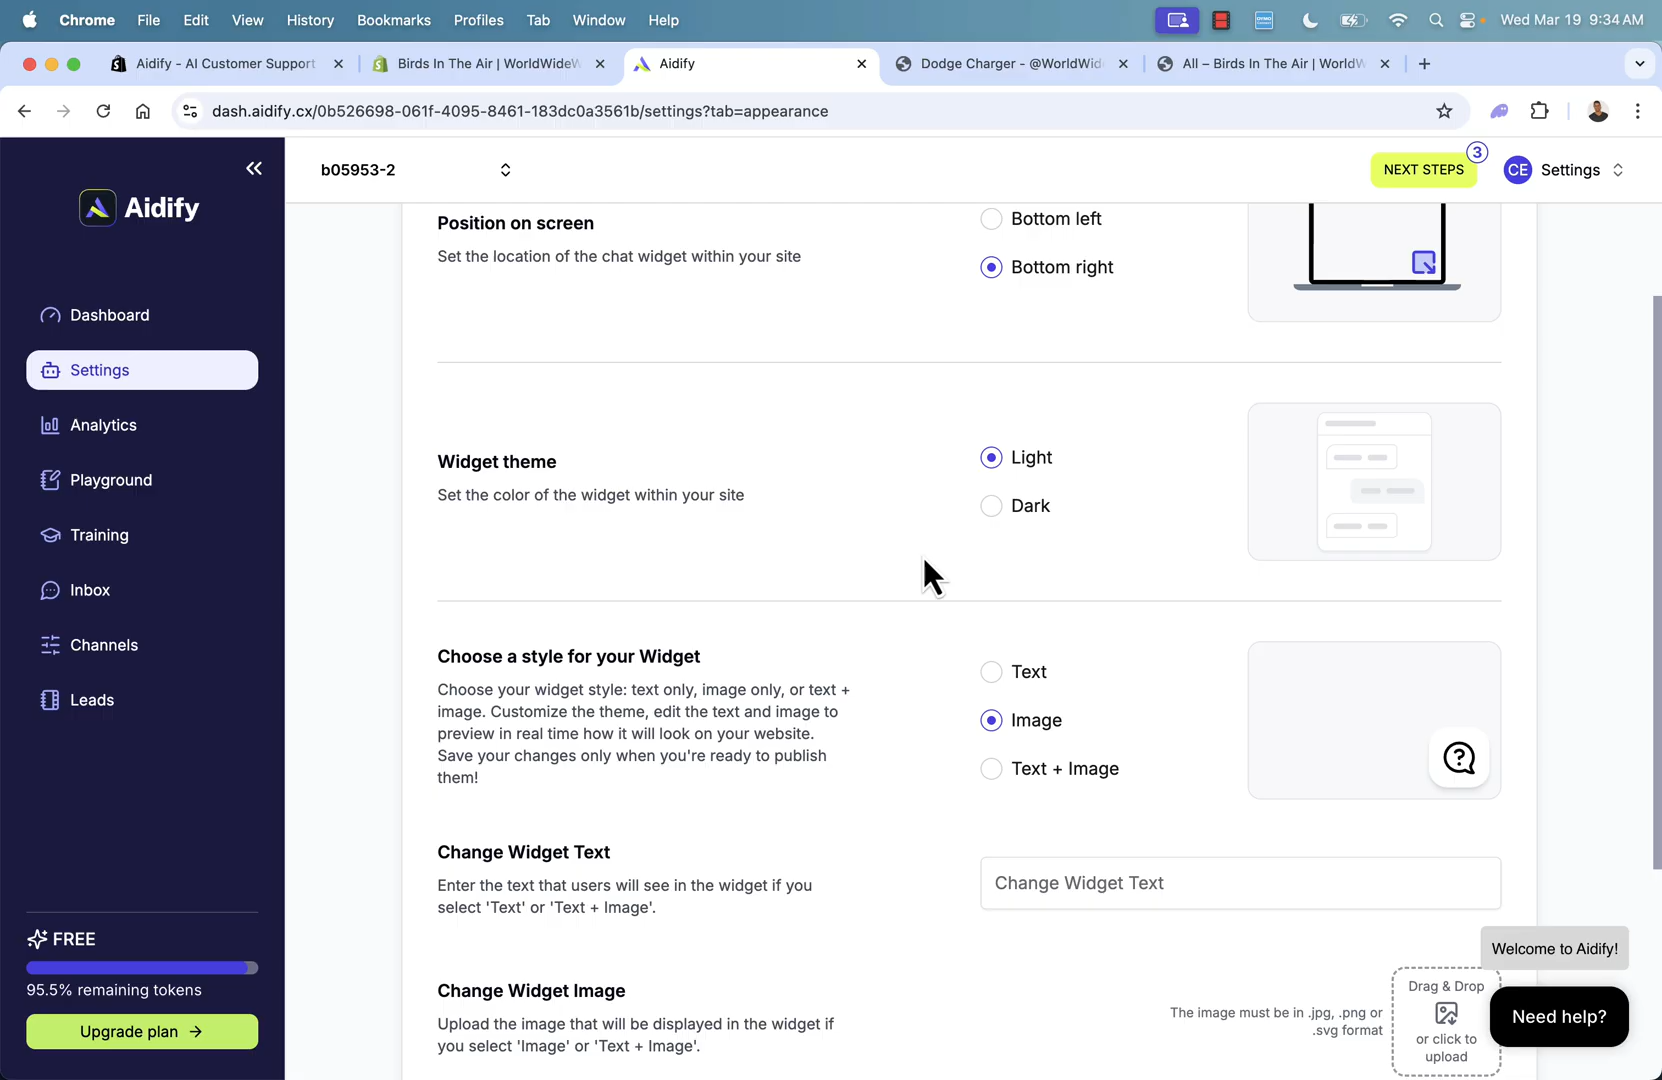 Chrome File Edit View History Bookmarks Profiles Tab Window Help Wed Mar 19 9:34 AM
Aidify - AI Customer Support Birds In The Air | WorldWideW Aidify Dodge Charger - @WorldWid All – Birds In The Air | WorldW
dash.aidify.cx/0b526698-061f-4095-8461-183dc0a3561b/settings?tab=appearance
b05953-2 NEXT STEPS 3 CE Settings
Aidify
Dashboard
Settings
Analytics
Playground
Training
Inbox
Channels
Leads
FREE
95.5% remaining tokens
Upgrade plan →
Position on screen
Set the location of the chat widget within your site
Bottom left
Bottom right
Widget theme
Set the color of the widget within your site
Light
Dark
Choose a style for your Widget
Choose your widget style: text only, image only, or text +
image. Customize the theme, edit the text and image to
preview in real time how it will look on your website.
Save your changes only when you're ready to publish
them!
Text
Image
Text + Image
Change Widget Text
Enter the text that users will see in the widget if you
select 'Text' or 'Text + Image'.
Change Widget Text
Change Widget Image
Upload the image that will be displayed in the widget if
you select 'Image' or 'Text + Image'.
The image must be in .jpg, .png or
.svg format
Drag & Drop
or click to
upload
Welcome to Aidify!
Need help?